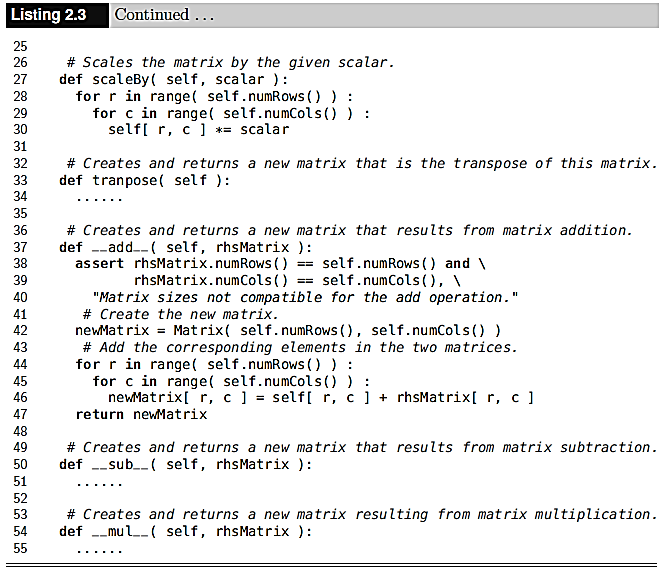 Listing 2.3 Continued ...
25
26 # Scales the matrix by the given scalar.
27 def scaleBy( self, scalar ):
28 for r in range( self.numRows() ) :
29 for c in range( self.numCols() ) :
30 self[ r, c ] *= scalar
31
32 # Creates and returns a new matrix that is the transpose of this matrix.
33 def tranpose( self ):
34 ......
35
36 # Creates and returns a new matrix that results from matrix addition.
37 def __add__( self, rhsMatrix ):
38 assert rhsMatrix.numRows() == self.numRows() and \
39 rhsMatrix.numCols() == self.numCols(), \
40 "Matrix sizes not compatible for the add operation."
41 # Create the new matrix.
42 newMatrix = Matrix( self.numRows(), self.numCols() )
43 # Add the corresponding elements in the two matrices.
44 for r in range( self.numRows() ) :
45 for c in range( self.numCols() ) :
46 newMatrix[ r, c ] = self[ r, c ] + rhsMatrix[ r, c ]
47 return newMatrix
48
49 # Creates and returns a new matrix that results from matrix subtraction.
50 def __sub__( self, rhsMatrix ):
51 ......
52
53 # Creates and returns a new matrix resulting from matrix multiplication.
54 def __mul__( self, rhsMatrix ):
55 ......